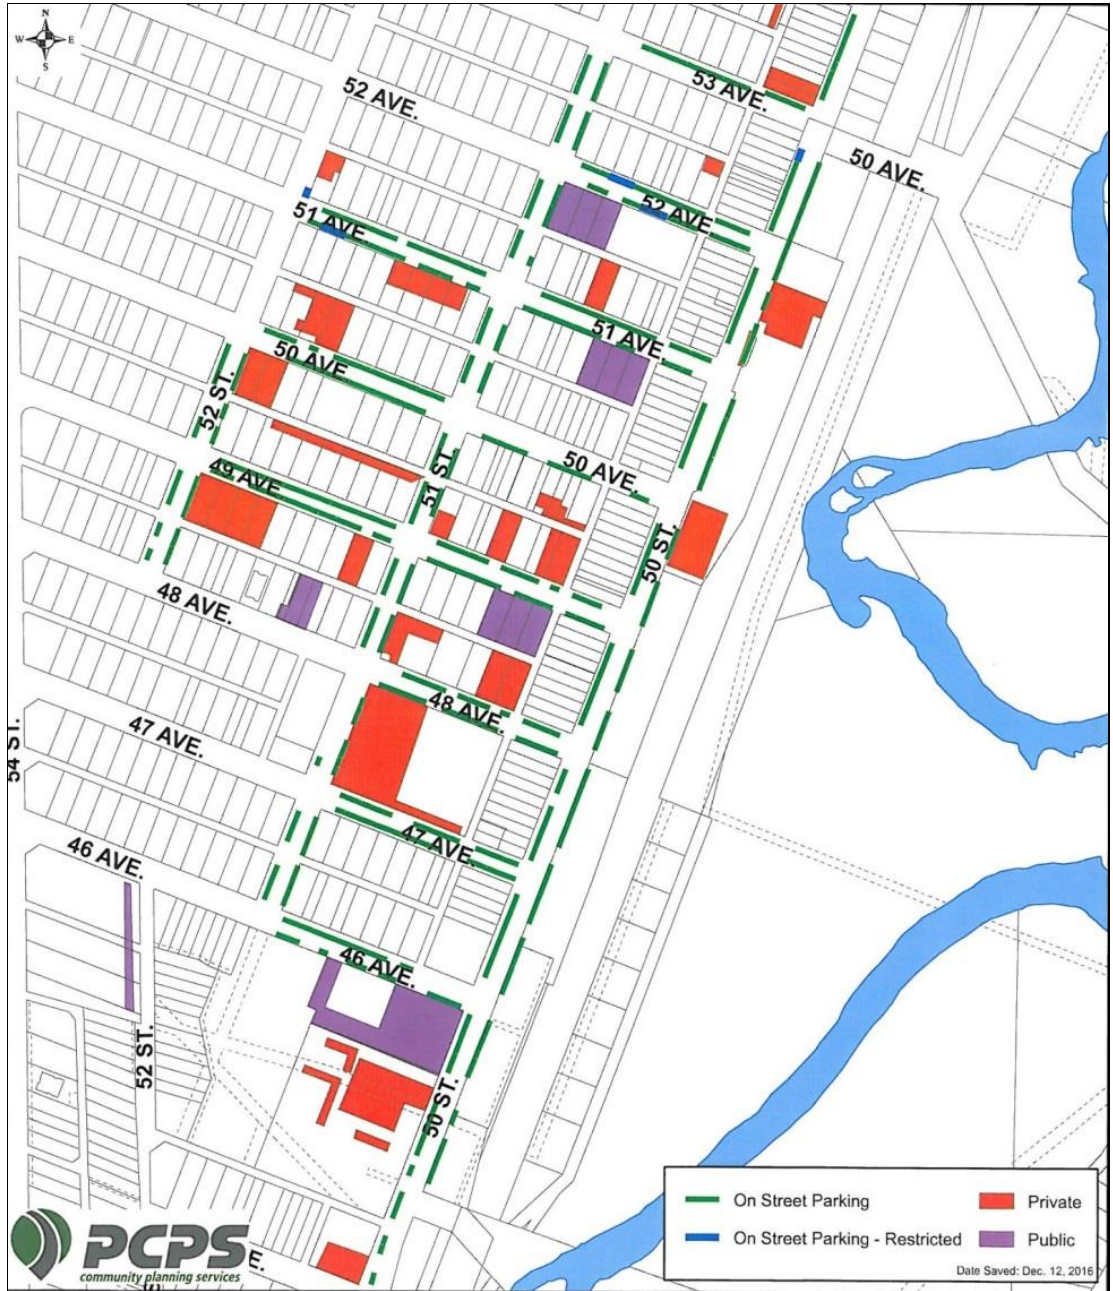 N
W E
S
53 AVE.
52 AVE.
50 AVE.
52 AVE.
51 AVE.
51 AVE.
50 AVE.
52 ST.
50 AVE.
51 ST.
49 AVE.
50 ST.
48 AVE.
48 AVE.
54 ST.
47 AVE.
47 AVE.
46 AVE.
46 AVE.
52 ST.
50 ST.
On Street Parking
Private
On Street Parking - Restricted
Public
Date Saved: Dec. 12, 2016
PCPS
community planning services
E.